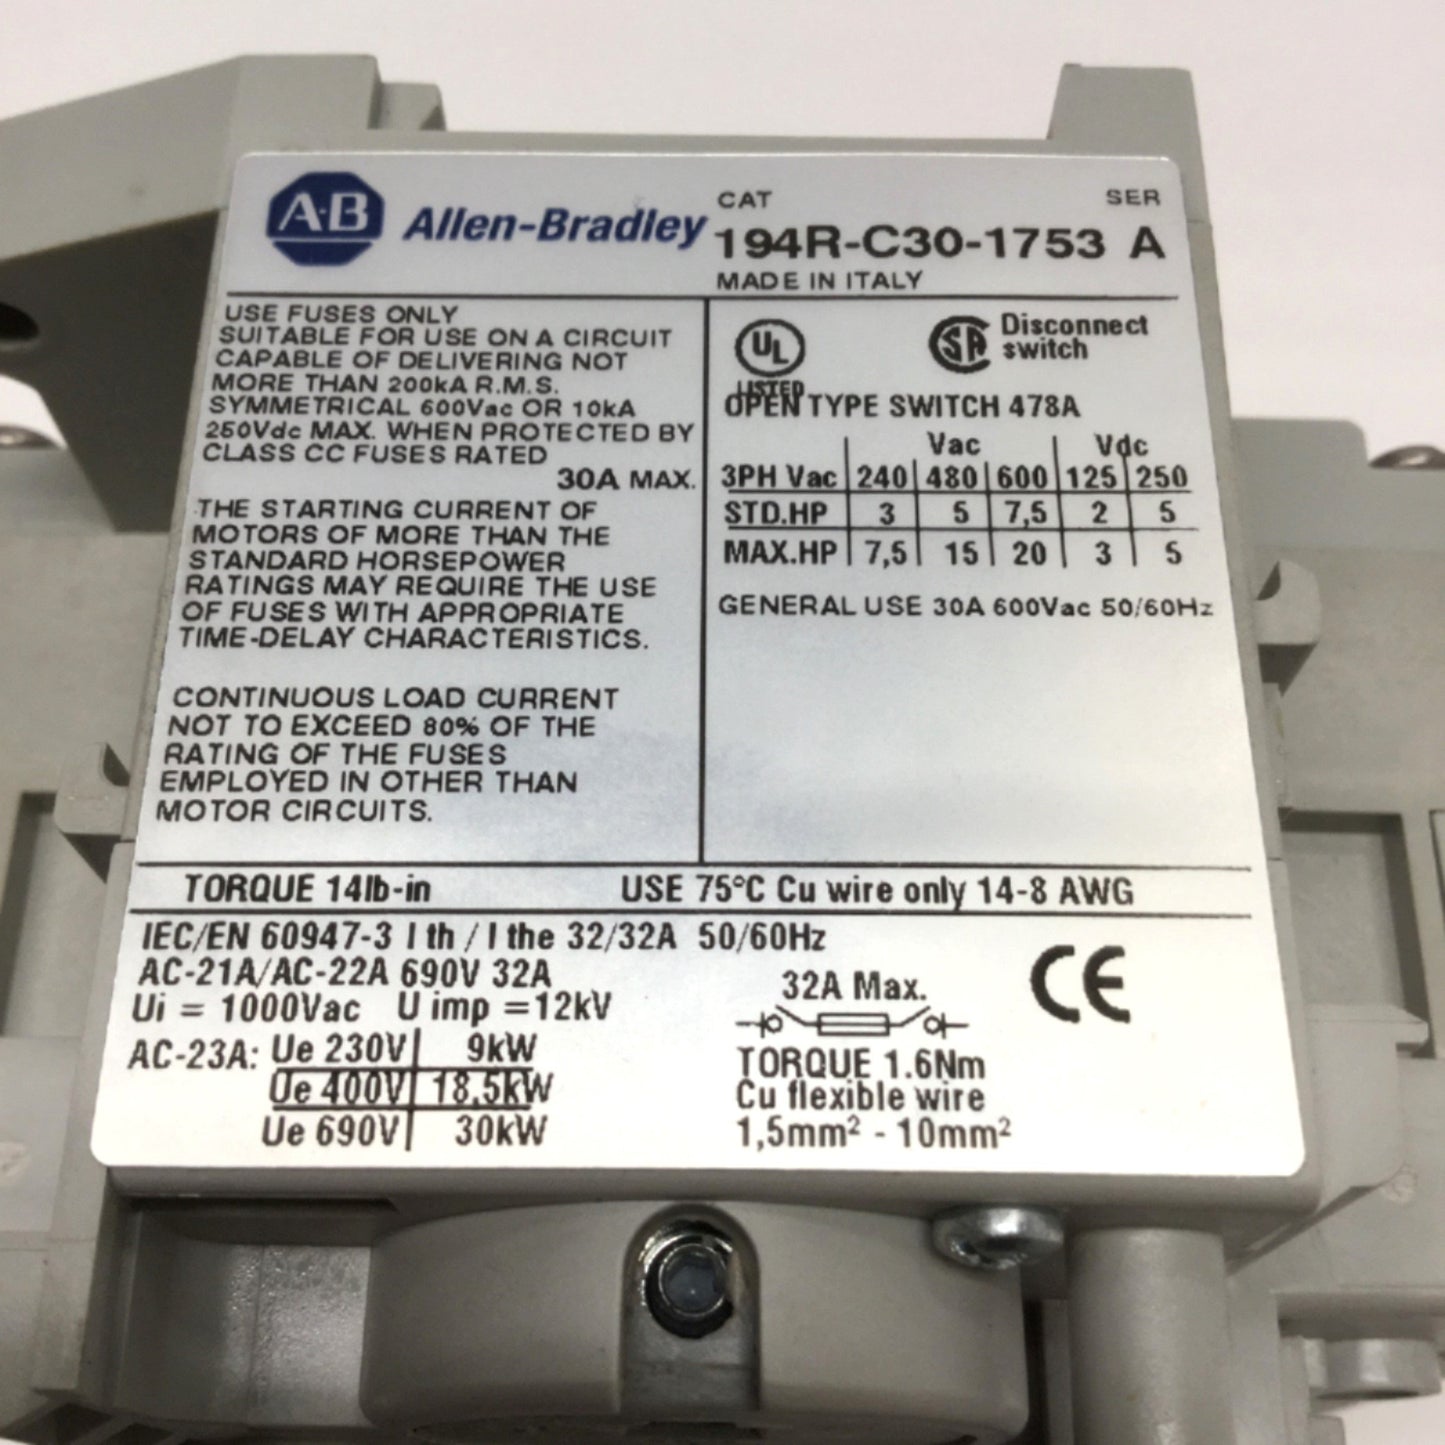 A·B Allen-Bradley
CAT SER
194R-C30-1753 A
MADE IN ITALY
USE FUSES ONLY
SUITABLE FOR USE ON A CIRCUIT
CAPABLE OF DELIVERING NOT
MORE THAN 200kA R.M.S.
SYMMETRICAL 600Vac OR 10kA
250Vdc MAX. WHEN PROTECTED BY
CLASS CC FUSES RATED
30A MAX.
THE STARTING CURRENT OF
MOTORS OF MORE THAN THE
STANDARD HORSEPOWER
RATINGS MAY REQUIRE THE USE
OF FUSES WITH APPROPRIATE
TIME-DELAY CHARACTERISTICS.
CONTINUOUS LOAD CURRENT
NOT TO EXCEED 80% OF THE
RATING OF THE FUSES
EMPLOYED IN OTHER THAN
MOTOR CIRCUITS.
UL
LISTED
SA Disconnect
switch
OPEN TYPE SWITCH 478A
Vac Vdc
3PH Vac 240 480 600 125 250
STD.HP 3 5 7,5 2 5
MAX.HP 7,5 15 20 3 5
GENERAL USE 30A 600Vac 50/60Hz
TORQUE 14lb-in USE 75°C Cu wire only 14-8 AWG
IEC/EN 60947-3 I th / I the 32/32A 50/60Hz
AC-21A/AC-22A 690V 32A
Ui = 1000Vac U imp =12kV
AC-23A: Ue 230V 9kW
Ue 400V 18,5kW
Ue 690V 30kW
32A Max.
TORQUE 1.6Nm
Cu flexible wire
1,5mm² - 10mm²
CE